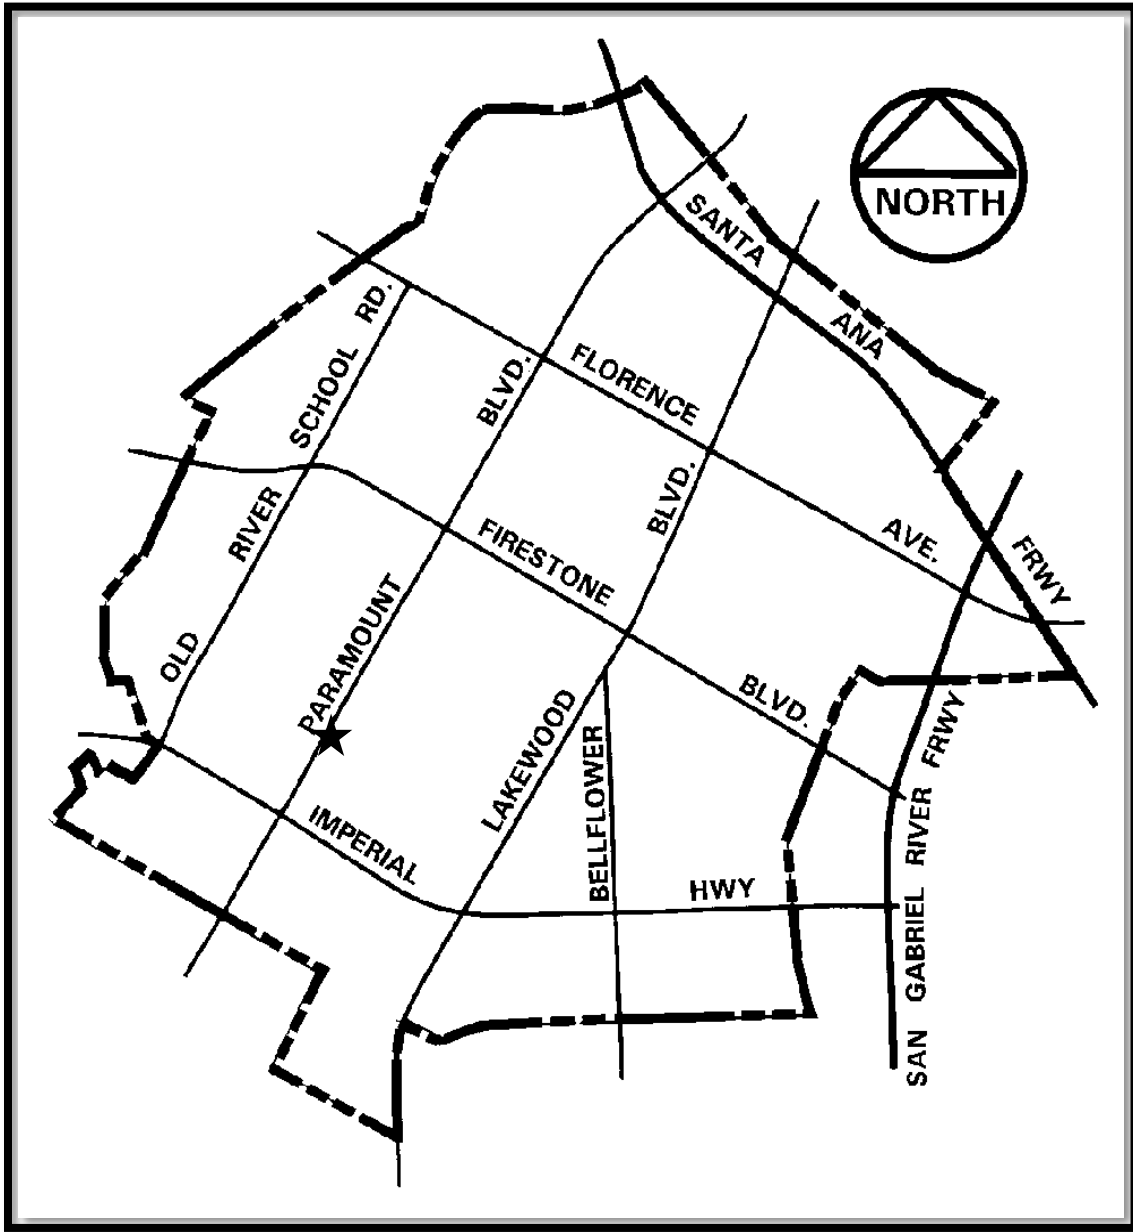 NORTH
SANTA ANA FRWY
OLD RIVER SCHOOL RD.
PARAMOUNT BLVD.
FLORENCE AVE.
LAKEWOOD BLVD.
FIRESTONE BLVD.
BELLFLOWER
IMPERIAL HWY
SAN GABRIEL RIVER FRWY